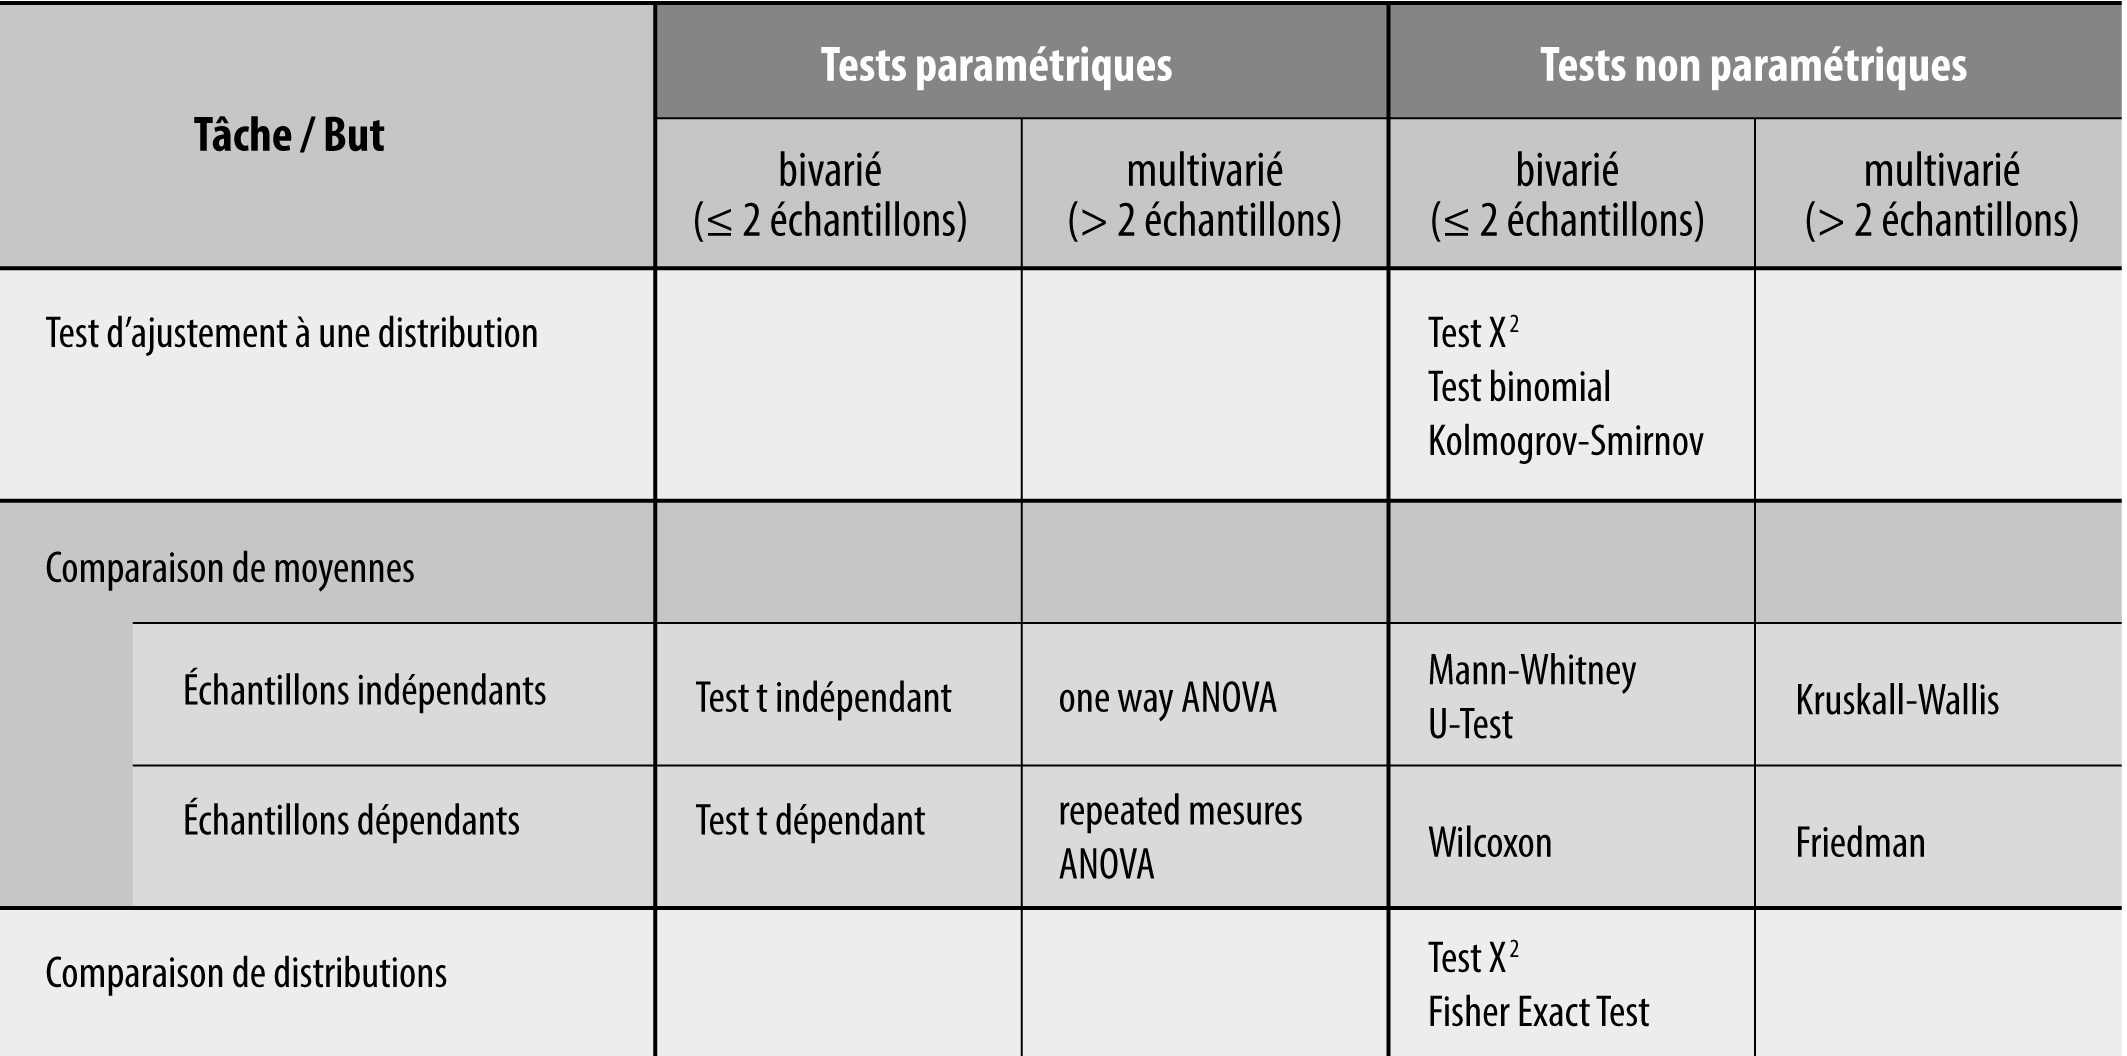 Tâche / But
Tests paramétriques
Tests non paramétriques
bivarié
(≤ 2 échantillons)
multivarié
(> 2 échantillons)
bivarié
(≤ 2 échantillons)
multivarié
(> 2 échantillons)
Test d’ajustement à une distribution
Test X²
Test binomial
Kolmogrov-Smirnov
Comparaison de moyennes
Échantillons indépendants
Test t indépendant
one way ANOVA
Mann-Whitney
U-Test
Kruskall-Wallis
Échantillons dépendants
Test t dépendant
repeated mesures
ANOVA
Wilcoxon
Friedman
Comparaison de distributions
Test X²
Fisher Exact Test